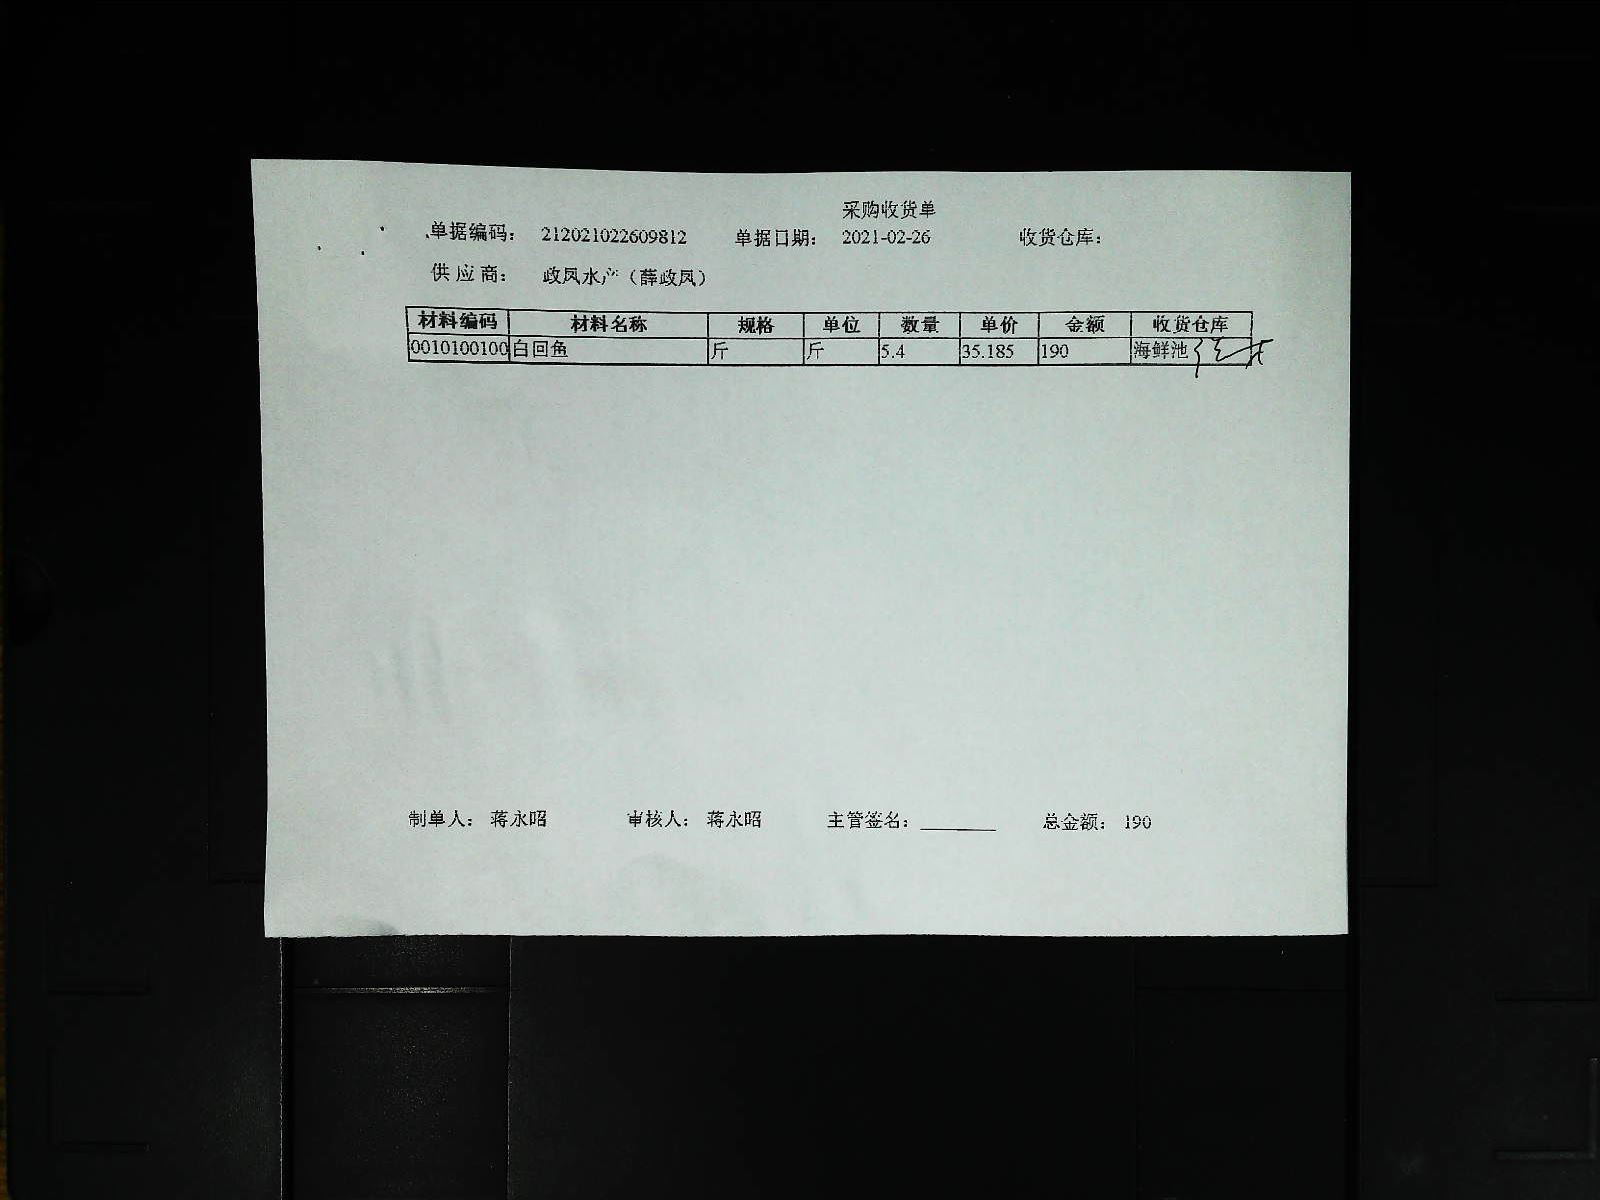 采购收货单
单据编码： 212021022609812 单据日期： 2021-02-26 收货仓库：
供应商： 政凤水产（薛政凤）
材料编码 材料名称 规格 单位 数量 单价 金额 收货仓库
0010100100 白回鱼 斤 斤 5.4 35.185 190 海鲜池
制单人： 蒋永昭 审核人： 蒋永昭 主管签名：________ 总金额： 190